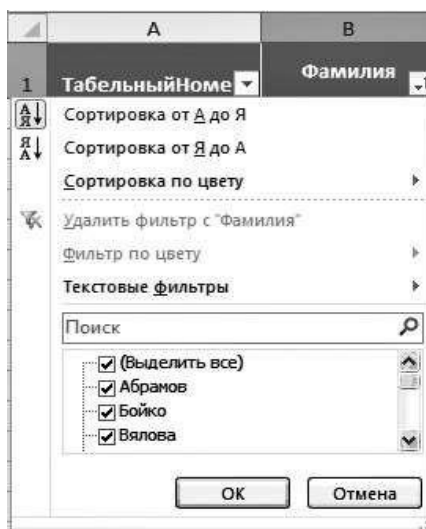 A B
1 ТабельныйНоме Фамилия
Сортировка от А до Я
Сортировка от Я до А
Сортировка по цвету
Удалить фильтр с "Фамилия"
Фильтр по цвету
Текстовые фильтры
Поиск
(Выделить все)
Абрамов
Бойко
Вялова
ОК Отмена